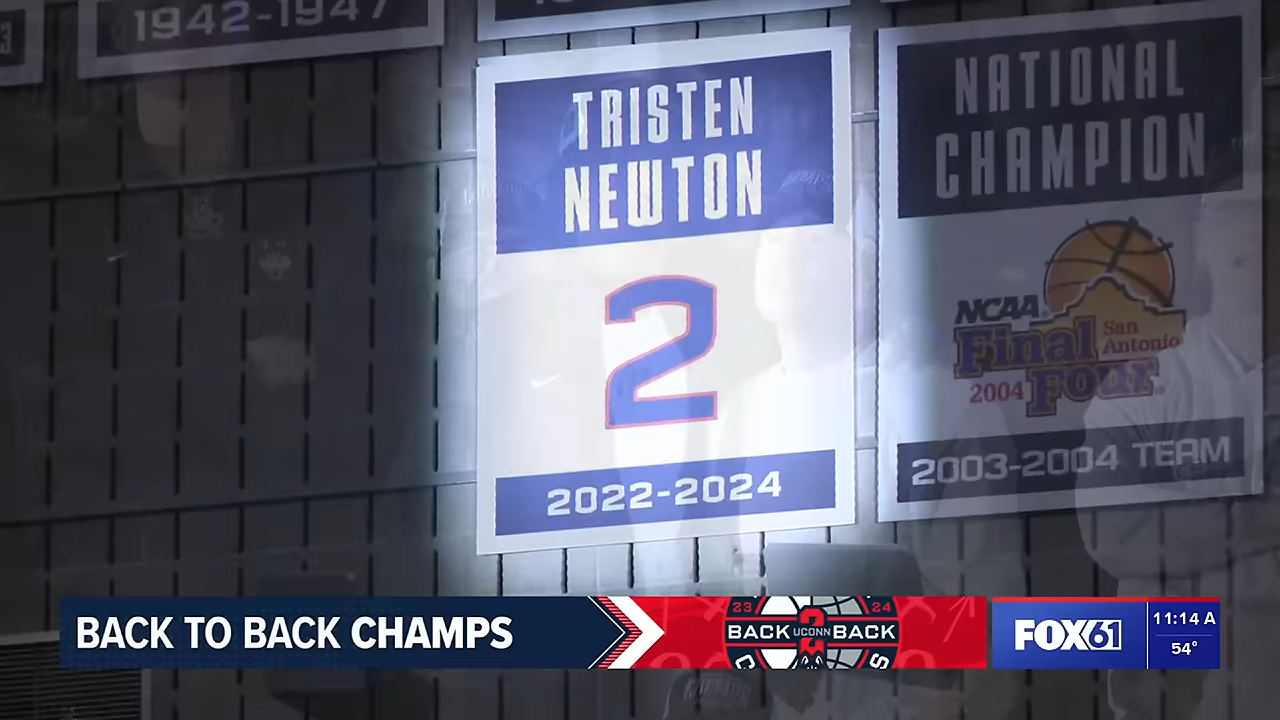 1942-1947
TRISTEN
NEWTON
2
2022-2024
NATIONAL
CHAMPION
NCAA
Final
Four
San
Antonio
2004
2003-2004 TEAM
BACK TO BACK CHAMPS
23 24
BACK UCONN BACK
2
FOX61
11:14 A
54°